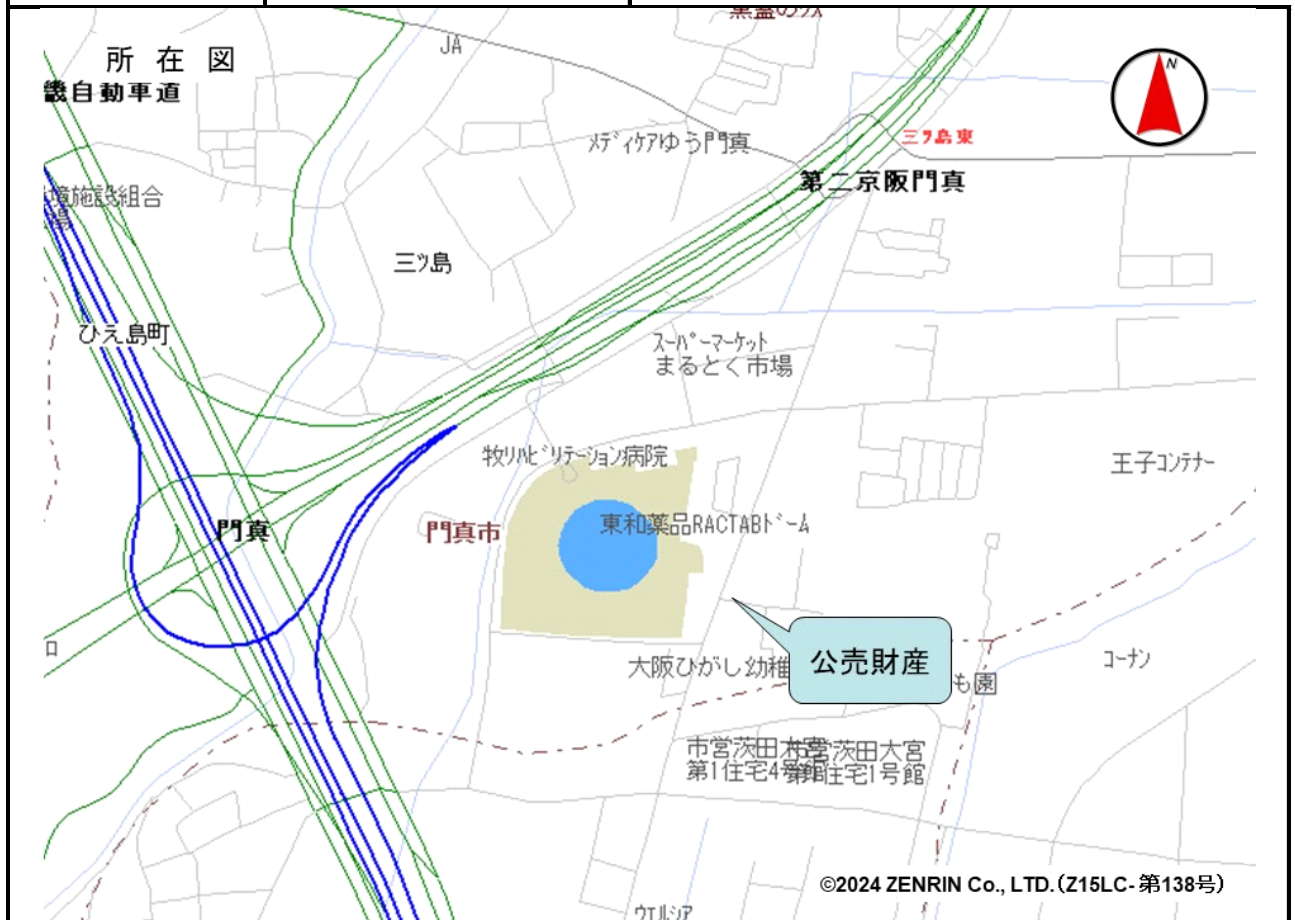 所在図
JA
畿自動車道
メディケアゆう門真
三ツ島東
第二京阪門真
境施設組合
場
三ツ島
ひえ島町
スーパーマーケット
まるとく市場
牧リハビリテーション病院
王子コンテナー
門真
門真市
東和薬品RACTABドーム
公売財産
大阪ひがし幼稚
も園
コーナン
市営茨田大宮
第1住宅4号館
市営茨田大宮
第1住宅1号館
©2024 ZENRIN Co., LTD.(Z15LC-第138号)
ウエルシア